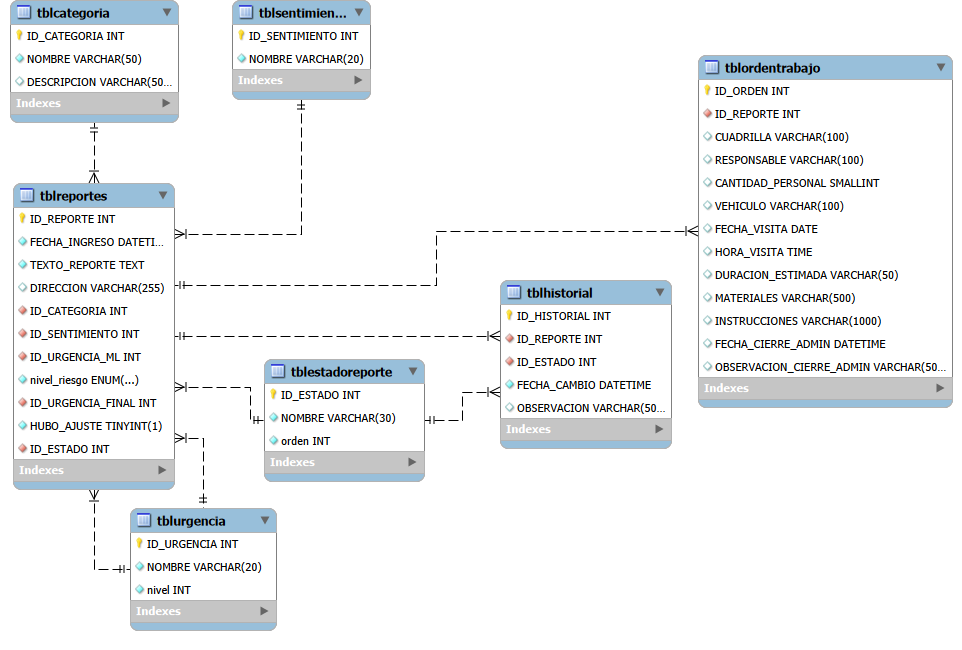 tblcategoria
ID_CATEGORIA INT
NOMBRE VARCHAR(50)
DESCRIPCION VARCHAR(50...
Indexes
tblsentimien...
ID_SENTIMIENTO INT
NOMBRE VARCHAR(20)
Indexes
tblordentrabajo
ID_ORDEN INT
ID_REPORTE INT
CUADRILLA VARCHAR(100)
RESPONSABLE VARCHAR(100)
CANTIDAD_PERSONAL SMALLINT
VEHICULO VARCHAR(100)
FECHA_VISITA DATE
HORA_VISITA TIME
DURACION_ESTIMADA VARCHAR(50)
MATERIALES VARCHAR(500)
INSTRUCCIONES VARCHAR(1000)
FECHA_CIERRE_ADMIN DATETIME
OBSERVACION_CIERRE_ADMIN VARCHAR(50...
Indexes
tblreportes
ID_REPORTE INT
FECHA_INGRESO DATETI...
TEXTO_REPORTE TEXT
DIRECCION VARCHAR(255)
ID_CATEGORIA INT
ID_SENTIMIENTO INT
ID_URGENCIA_ML INT
nivel_riesgo ENUM(...)
ID_URGENCIA_FINAL INT
HUBO_AJUSTE TINYINT(1)
ID_ESTADO INT
Indexes
tblhistorial
ID_HISTORIAL INT
ID_REPORTE INT
ID_ESTADO INT
FECHA_CAMBIO DATETIME
OBSERVACION VARCHAR(50...
Indexes
tblestadoreporte
ID_ESTADO INT
NOMBRE VARCHAR(30)
orden INT
Indexes
tblurgencia
ID_URGENCIA INT
NOMBRE VARCHAR(20)
nivel INT
Indexes